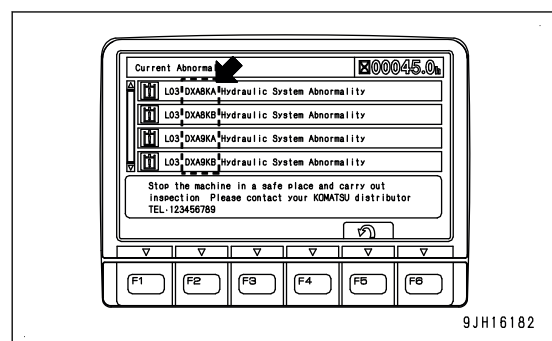 Current Abnorma
00045.0h
L03 DXA8KA Hydraulic System Abnormality
L03 DXA8KB Hydraulic System Abnormality
L03 DXA9KA Hydraulic System Abnormality
L03 DXA9KB Hydraulic System Abnormality
Stop the machine in a safe place and carry out
inspection Please contact your KOMATSU distributor
TEL·123456789
F1 F2 F3 F4 F5 F6
9JH16182